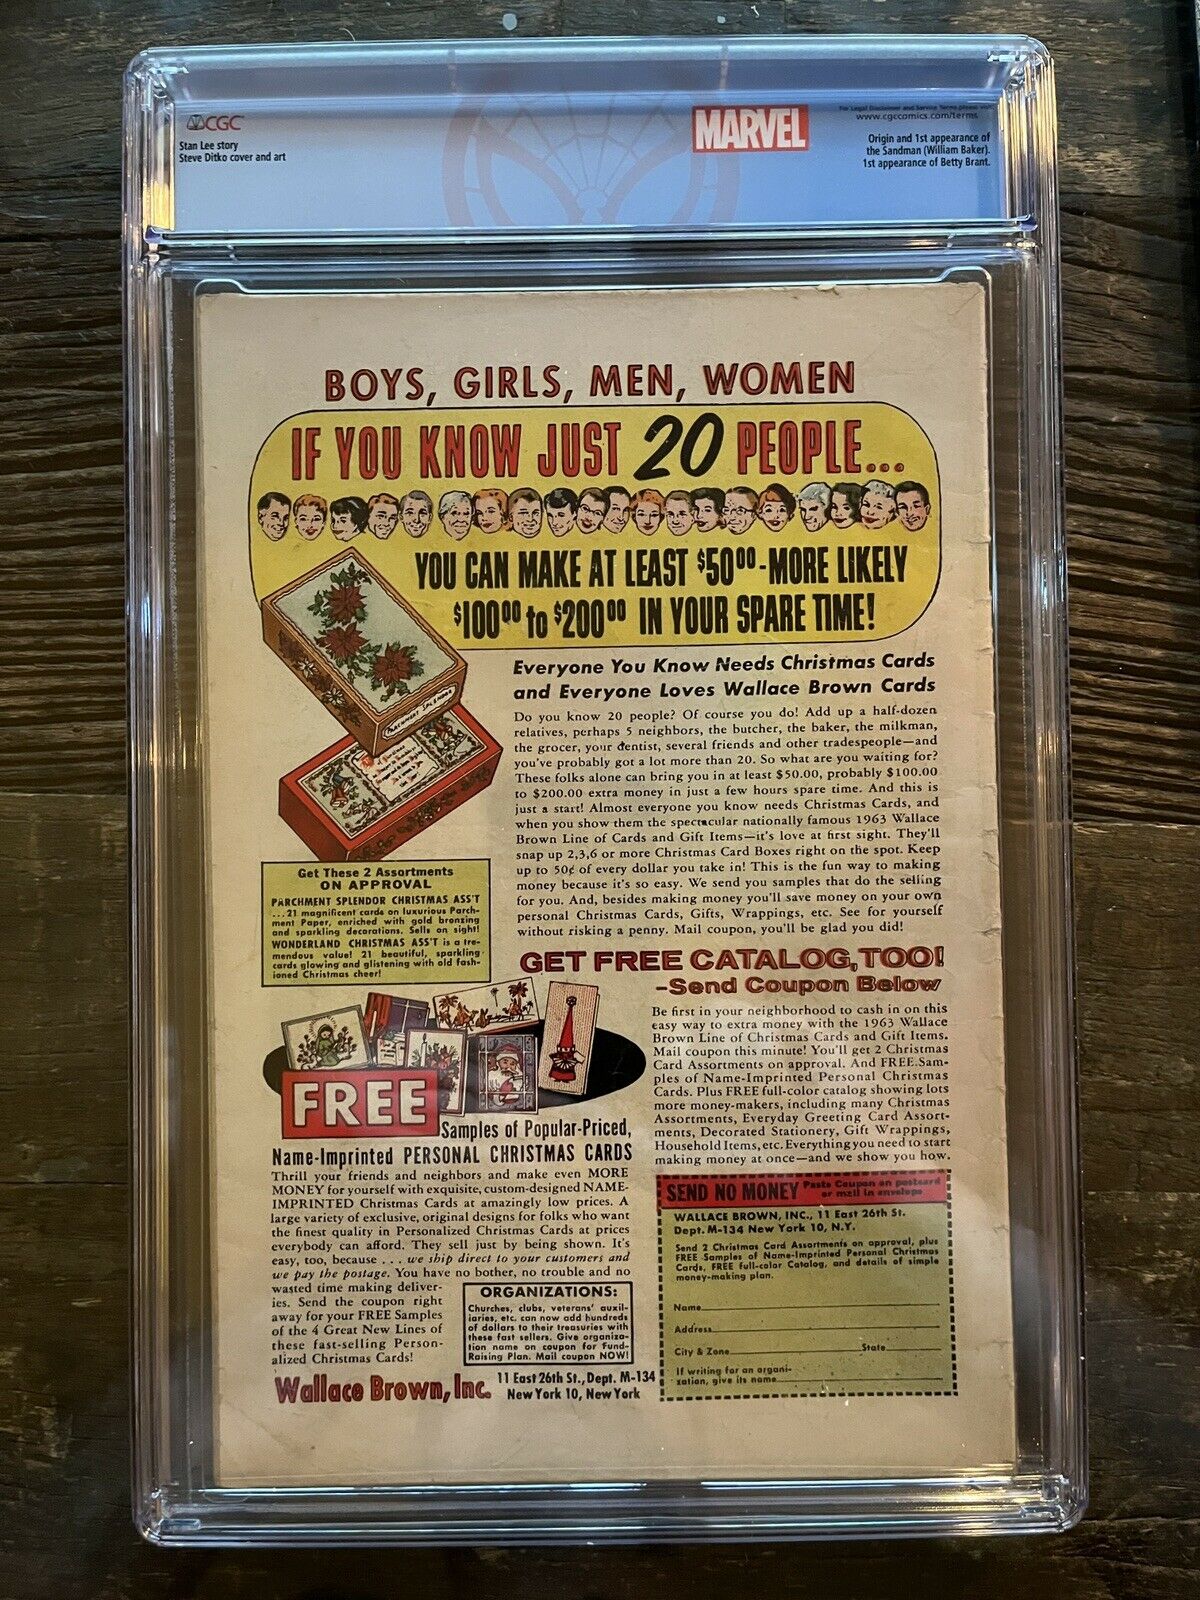 CGC
Stan Lee story
Steve Ditko cover and art
MARVEL
For Legal Disclaimer and Service Terms please
www.cgccomics.com/terms
Origin and 1st appearance of
the Sandman (William Baker).
1st appearance of Betty Brant.
BOYS, GIRLS, MEN, WOMEN
IF YOU KNOW JUST 20 PEOPLE...
YOU CAN MAKE AT LEAST $50⁰⁰-MORE LIKELY
$100⁰⁰ to $200⁰⁰ IN YOUR SPARE TIME!
PARCHMENT SPLENDOR
Everyone You Know Needs Christmas Cards
and Everyone Loves Wallace Brown Cards
Do you know 20 people? Of course you do! Add up a half-dozen
relatives, perhaps 5 neighbors, the butcher, the baker, the milkman,
the grocer, your dentist, several friends and other tradespeople—and
you've probably got a lot more than 20. So what are you waiting for?
These folks alone can bring you in at least $50.00, probably $100.00
to $200.00 extra money in just a few hours spare time. And this is
just a start! Almost everyone you know needs Christmas Cards, and
when you show them the spectacular nationally famous 1963 Wallace
Brown Line of Cards and Gift Items—it's love at first sight. They'll
snap up 2,3,6 or more Christmas Card Boxes right on the spot. Keep
up to 50¢ of every dollar you take in! This is the fun way to making
money because it's so easy. We send you samples that do the selling
for you. And, besides making money you'll save money on your own
personal Christmas Cards, Gifts, Wrappings, etc. See for yourself
without risking a penny. Mail coupon, you'll be glad you did!
Get These 2 Assortments
ON APPROVAL
PARCHMENT SPLENDOR CHRISTMAS ASS'T
...21 magnificent cards on luxurious Parch-
ment Paper, enriched with gold bronzing
and sparkling decorations. Sells on sight!
WONDERLAND CHRISTMAS ASS'T is a tre-
mendous value! 21 beautiful, sparkling
cards glowing and glistening with old fash-
ioned Christmas cheer!
GET FREE CATALOG, TOO!
-Send Coupon Below
Be first in your neighborhood to cash in on this
easy way to extra money with the 1963 Wallace
Brown Line of Christmas Cards and Gift Items.
Mail coupon this minute! You'll get 2 Christmas
Card Assortments on approval. And FREE Sam-
ples of Name-Imprinted Personal Christmas
Cards. Plus FREE full-color catalog showing lots
more money-makers, including many Christmas
Assortments, Everyday Greeting Card Assort-
ments, Decorated Stationery, Gift Wrappings,
Household Items, etc. Everything you need to start
making money at once—and we show you how.
FREE
Samples of Popular-Priced,
Name-Imprinted PERSONAL CHRISTMAS CARDS
Thrill your friends and neighbors and make even MORE
MONEY for yourself with exquisite, custom-designed NAME-
IMPRINTED Christmas Cards at amazingly low prices. A
large variety of exclusive, original designs for folks who want
the finest quality in Personalized Christmas Cards at prices
everybody can afford. They sell just by being shown. It's
easy, too, because . . . we ship direct to your customers and
we pay the postage. You have no bother, no trouble and no
wasted time making deliver-
ies. Send the coupon right
away for your FREE Samples
of the 4 Great New Lines of
these fast-selling Person-
alized Christmas Cards!
ORGANIZATIONS:
Churches, clubs, veterans' auxil-
iaries, etc. can now add hundreds
of dollars to their treasuries with
these fast sellers. Give organiza-
tion name on coupon for Fund-
Raising Plan. Mail coupon NOW!
Wallace Brown, Inc.
11 East 26th St., Dept. M-134
New York 10, New York
SEND NO MONEY Paste Coupon on postcard
or mail in envelope
WALLACE BROWN, INC., 11 East 26th St.
Dept. M-134 New York 10, N.Y.
Send 2 Christmas Card Assortments on approval, plus
FREE Samples of Name-Imprinted Personal Christmas
Cards, FREE full-color Catalog, and details of simple
money-making plan.
Name
Address
City & Zone State
If writing for an organi-
zation, give its name